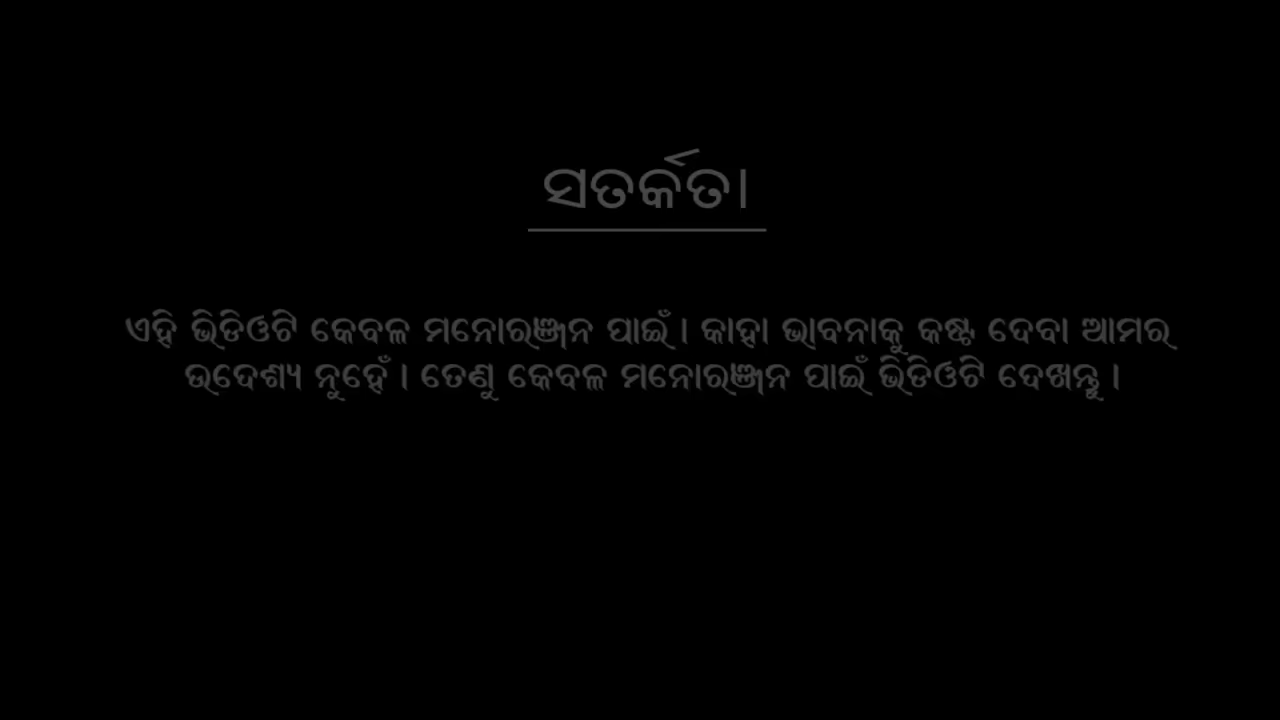 ସତର୍କତା
ଏହି ଭିଡିଓଟି କେବଳ ମନୋରଞ୍ଜନ ପାଇଁ । କାହା ଭାବନାକୁ କଷ୍ଟ ଦେବା ଆମର
ଉଦେଶ୍ୟ ନୁହେଁ । ତେଣୁ କେବଳ ମନୋରଞ୍ଜନ ପାଇଁ ଭିଡିଓଟି ଦେଖନ୍ତୁ ।